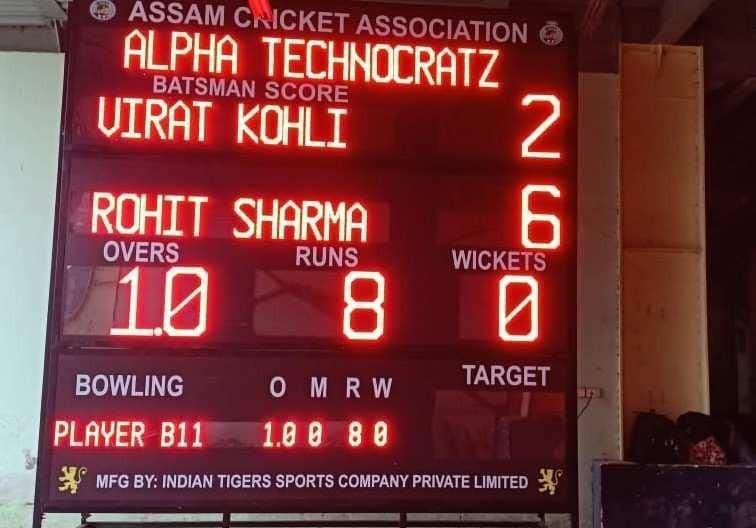 ASSAM CRICKET ASSOCIATION
ALPHA TECHNOCRATZ
BATSMAN SCORE
VIRAT KOHLI 2
ROHIT SHARMA 6
OVERS RUNS WICKETS
1.0 8 0
BOWLING O M R W TARGET
PLAYER B11 1.0 0 8 0
MFG BY: INDIAN TIGERS SPORTS COMPANY PRIVATE LIMITED